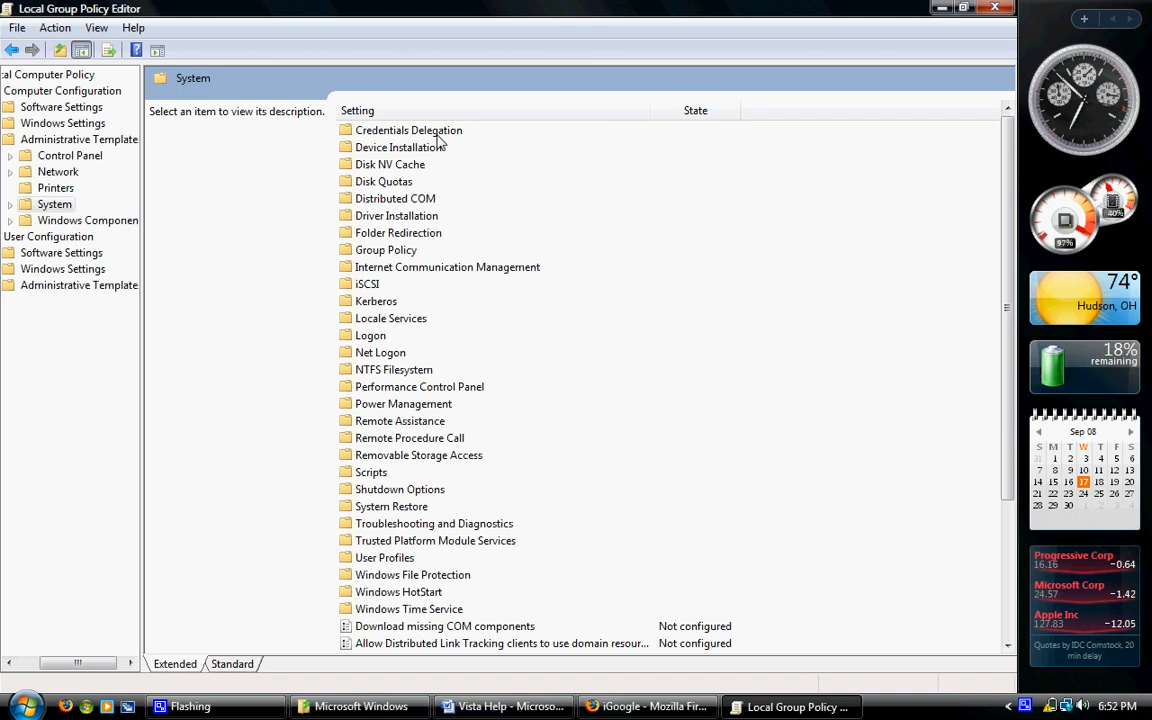 Local Group Policy Editor
File Action View Help
al Computer Policy
Computer Configuration
Software Settings
Windows Settings
Administrative Template
Control Panel
Network
Printers
System
Windows Componen
User Configuration
Software Settings
Windows Settings
Administrative Template
System
Select an item to view its description.
Setting State
Credentials Delegation
Device Installation
Disk NV Cache
Disk Quotas
Distributed COM
Driver Installation
Folder Redirection
Group Policy
Internet Communication Management
iSCSI
Kerberos
Locale Services
Logon
Net Logon
NTFS Filesystem
Performance Control Panel
Power Management
Remote Assistance
Remote Procedure Call
Removable Storage Access
Scripts
Shutdown Options
System Restore
Troubleshooting and Diagnostics
Trusted Platform Module Services
User Profiles
Windows File Protection
Windows HotStart
Windows Time Service
Download missing COM components Not configured
Allow Distributed Link Tracking clients to use domain resour... Not configured
Extended Standard
40%
97%
74°
Hudson, OH
18%
remaining
Sep 08
S M T W T F S
31 1 2 3 4 5 6
7 8 9 10 11 12 13
14 15 16 17 18 19 20
21 22 23 24 25 26 27
28 29 30 1 2 3 4
Progressive Corp
16.16 -0.64
Microsoft Corp
24.57 -1.42
Apple Inc
127.83 -12.05
Quotes by IDC Comstock, 20
min delay
Flashing Microsoft Windows Vista Help - Microso... iGoogle - Mozilla Fir... Local Group Policy ... 6:52 PM